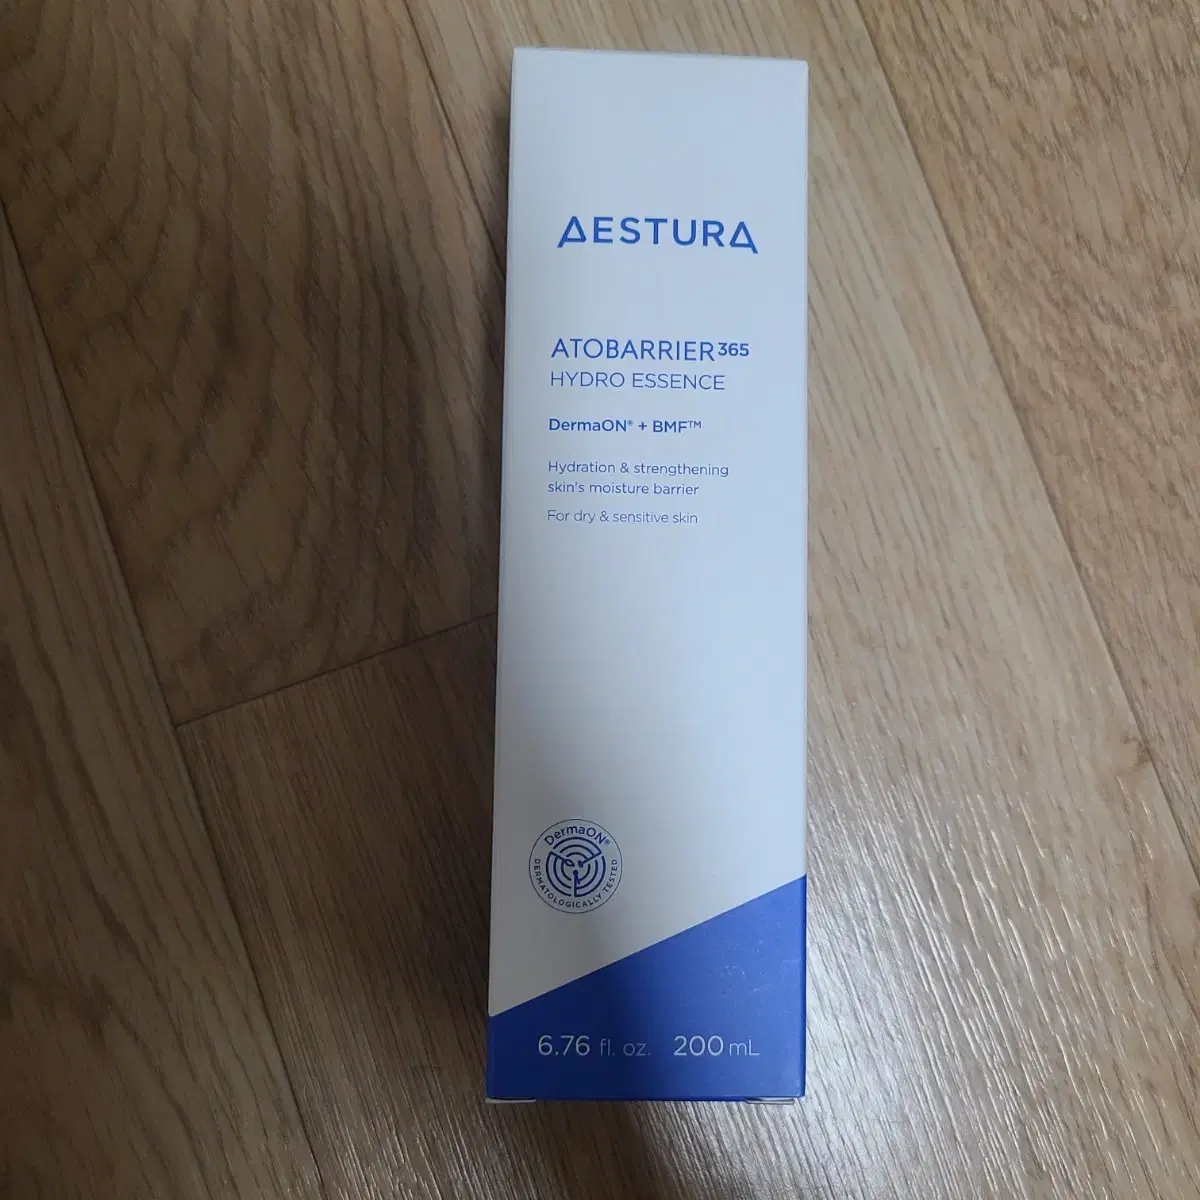 AESTURA
ATOBARRIER365
HYDRO ESSENCE
DermaON® + BMF™
Hydration & strengthening
skin's moisture barrier
For dry & sensitive skin
DermaON®
DERMATOLOGICALLY TESTED
6.76 fl. oz. 200 mL